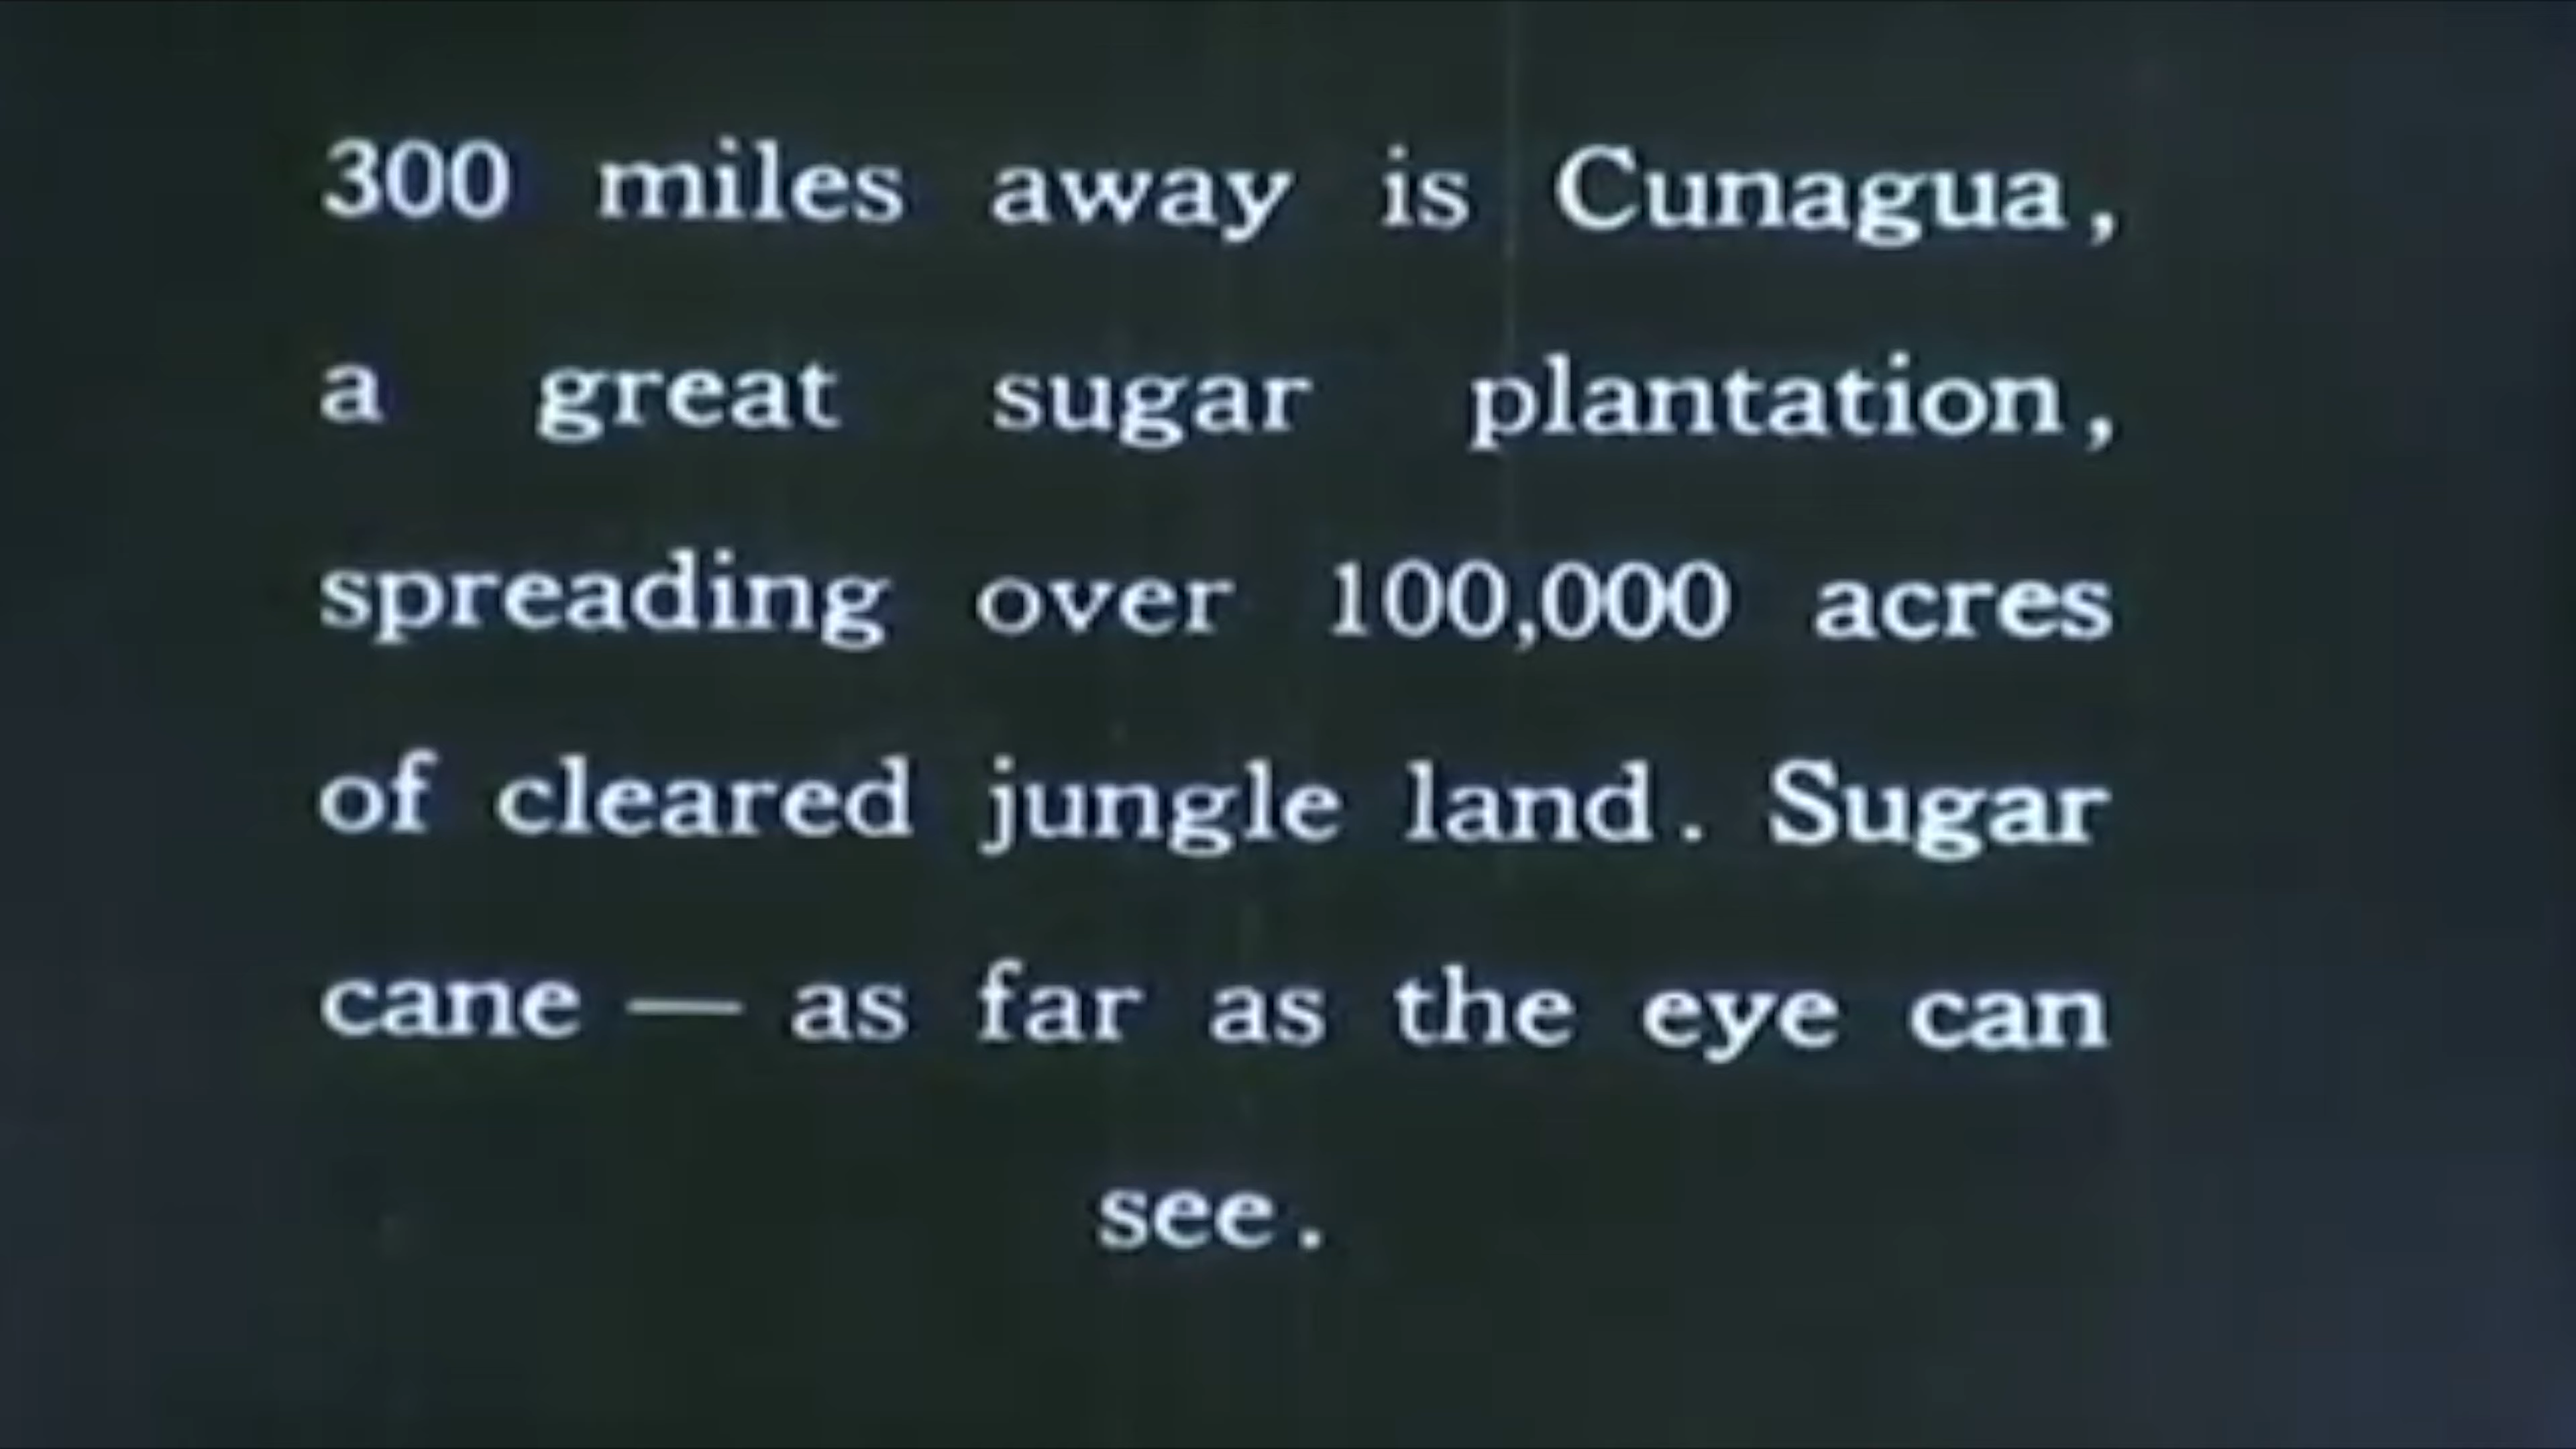 300 miles away is Cunagua,
a great sugar plantation,
spreading over 100,000 acres
of cleared jungle land. Sugar
cane — as far as the eye can
see.